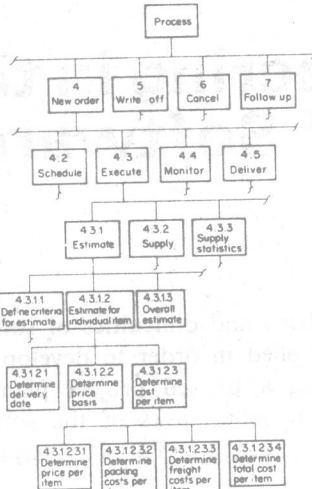 Process
4
New order
5
Write off
6
Cancel
7
Follow up
4.2
Schedule
4.3
Execute
4.4
Monitor
4.5
Deliver
4.3.1
Estimate
4.3.2
Supply
4.3.3
Supply
statistics
4.3.1.1
Define criteria
for estimate
4.3.1.2
Estimate for
individual item
4.3.1.3
Overall
estimate
4.3.1.2.1
Determine
delivery
date
4.3.1.2.2
Determine
price
basis
4.3.1.2.3
Determine
cost
per item
4.3.1.2.3.1
Determine
price per
item
4.3.1.2.3.2
Determine
packing
costs per
4.3.1.2.3.3
Determine
freight
costs per
item
4.3.1.2.3.4
Determine
total cost
per item